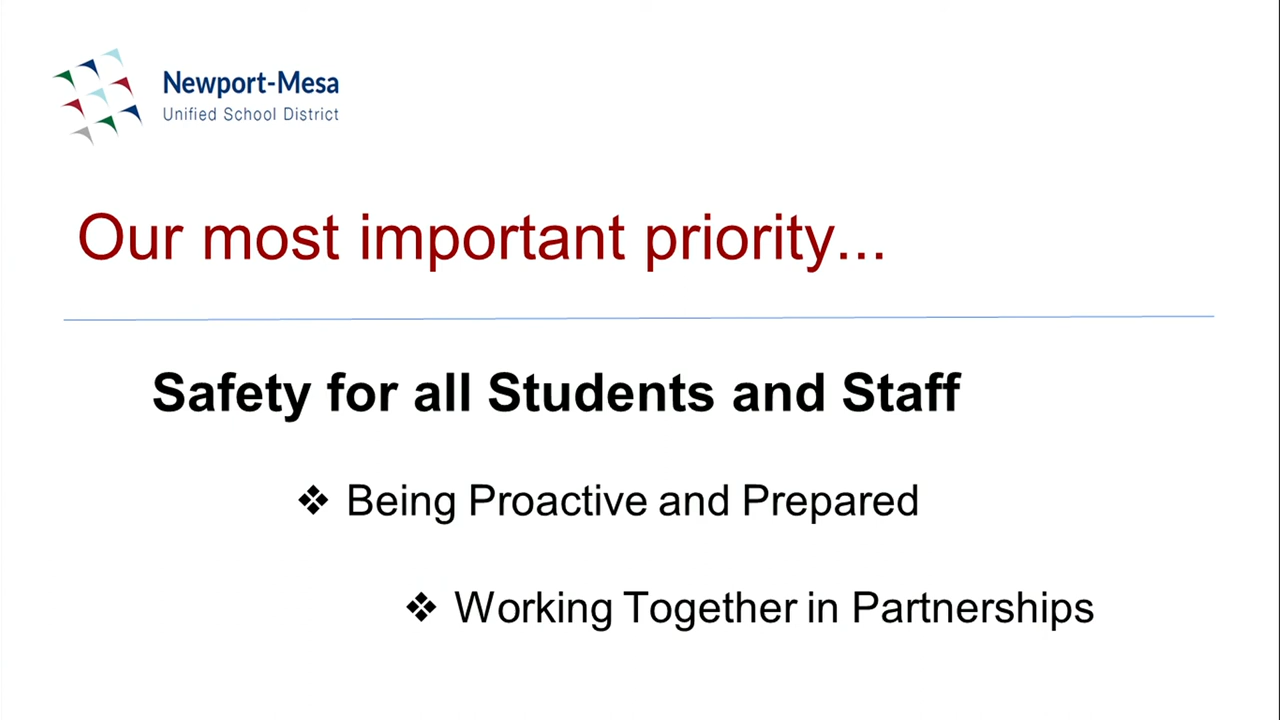 Newport-Mesa
Unified School District
Our most important priority...
Safety for all Students and Staff
❖ Being Proactive and Prepared
❖ Working Together in Partnerships